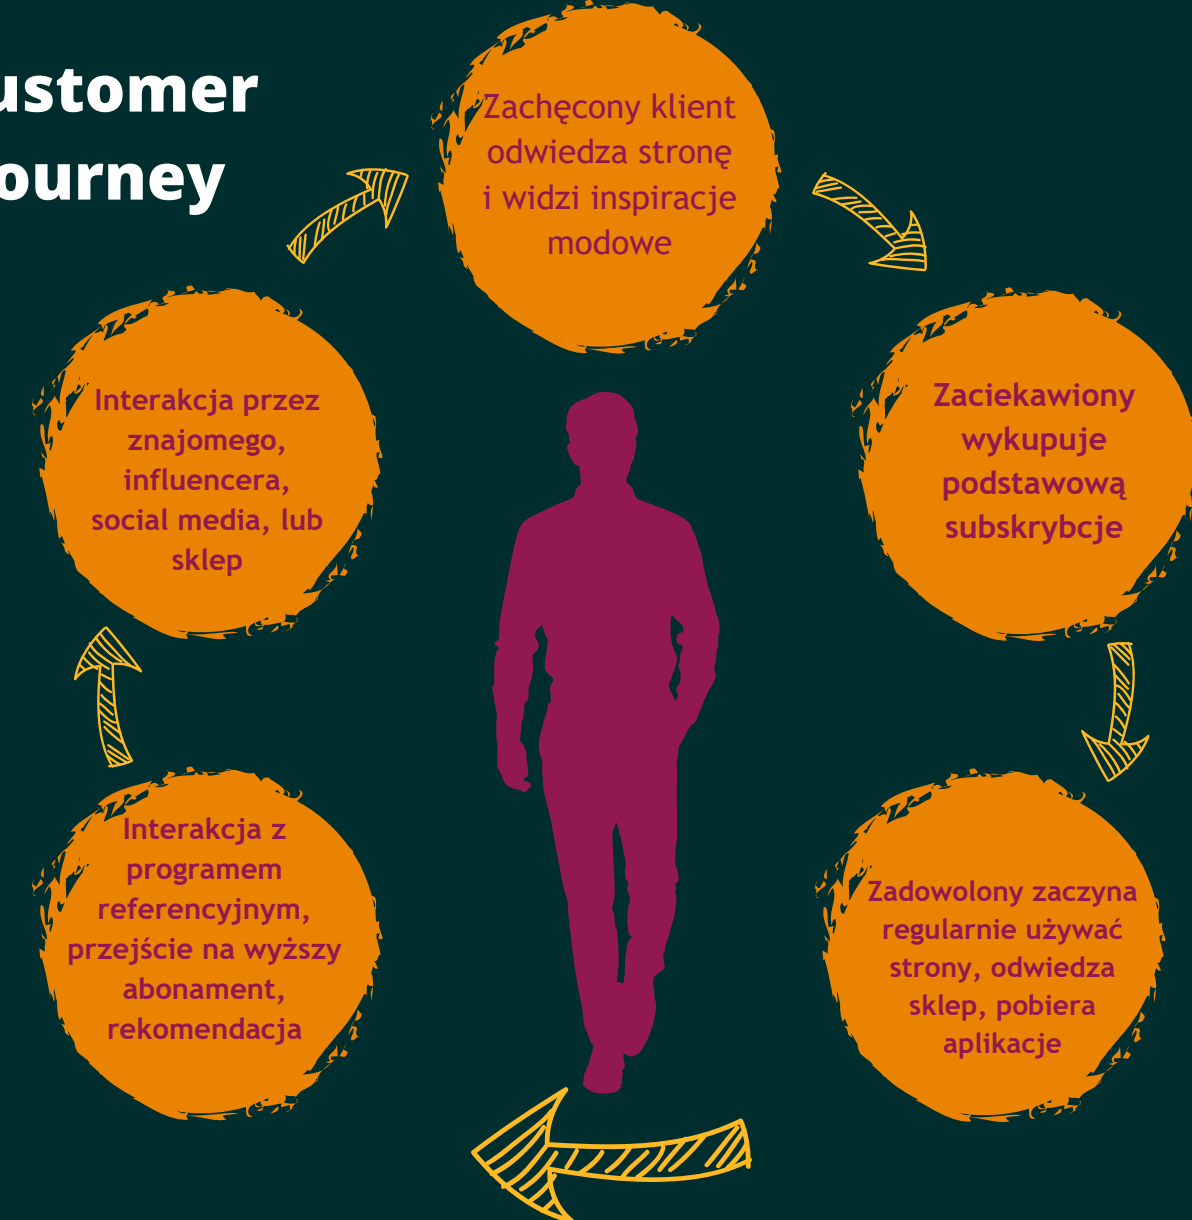 ustomer
ourney
Zachęcony klient
odwiedza stronę
i widzi inspiracje
modowe
Zaciekawiony
wykupuje
podstawową
subskrybcje
Zadowolony zaczyna
regularnie używać
strony, odwiedza
sklep, pobiera
aplikacje
Interakcja z
programem
referencyjnym,
przejście na wyższy
abonament,
rekomendacja
Interakcja przez
znajomego,
influencera,
social media, lub
sklep